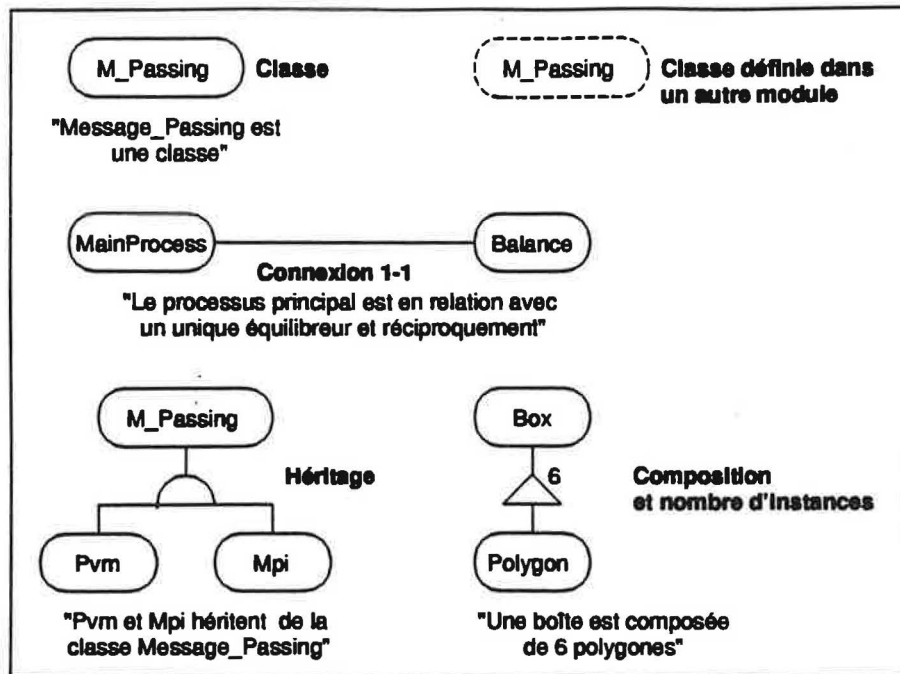 M_Passing
Classe
"Message_Passing est
une classe"
M_Passing
Classe définie dans
un autre module
MainProcess
Balance
Connexion 1-1
"Le processus principal est en relation avec
un unique équilibreur et réciproquement"
M_Passing
Héritage
Pvm
Mpi
"Pvm et Mpi héritent de la
classe Message_Passing"
Box
6
Composition
et nombre d'Instances
Polygon
"Une boîte est composée
de 6 polygones"